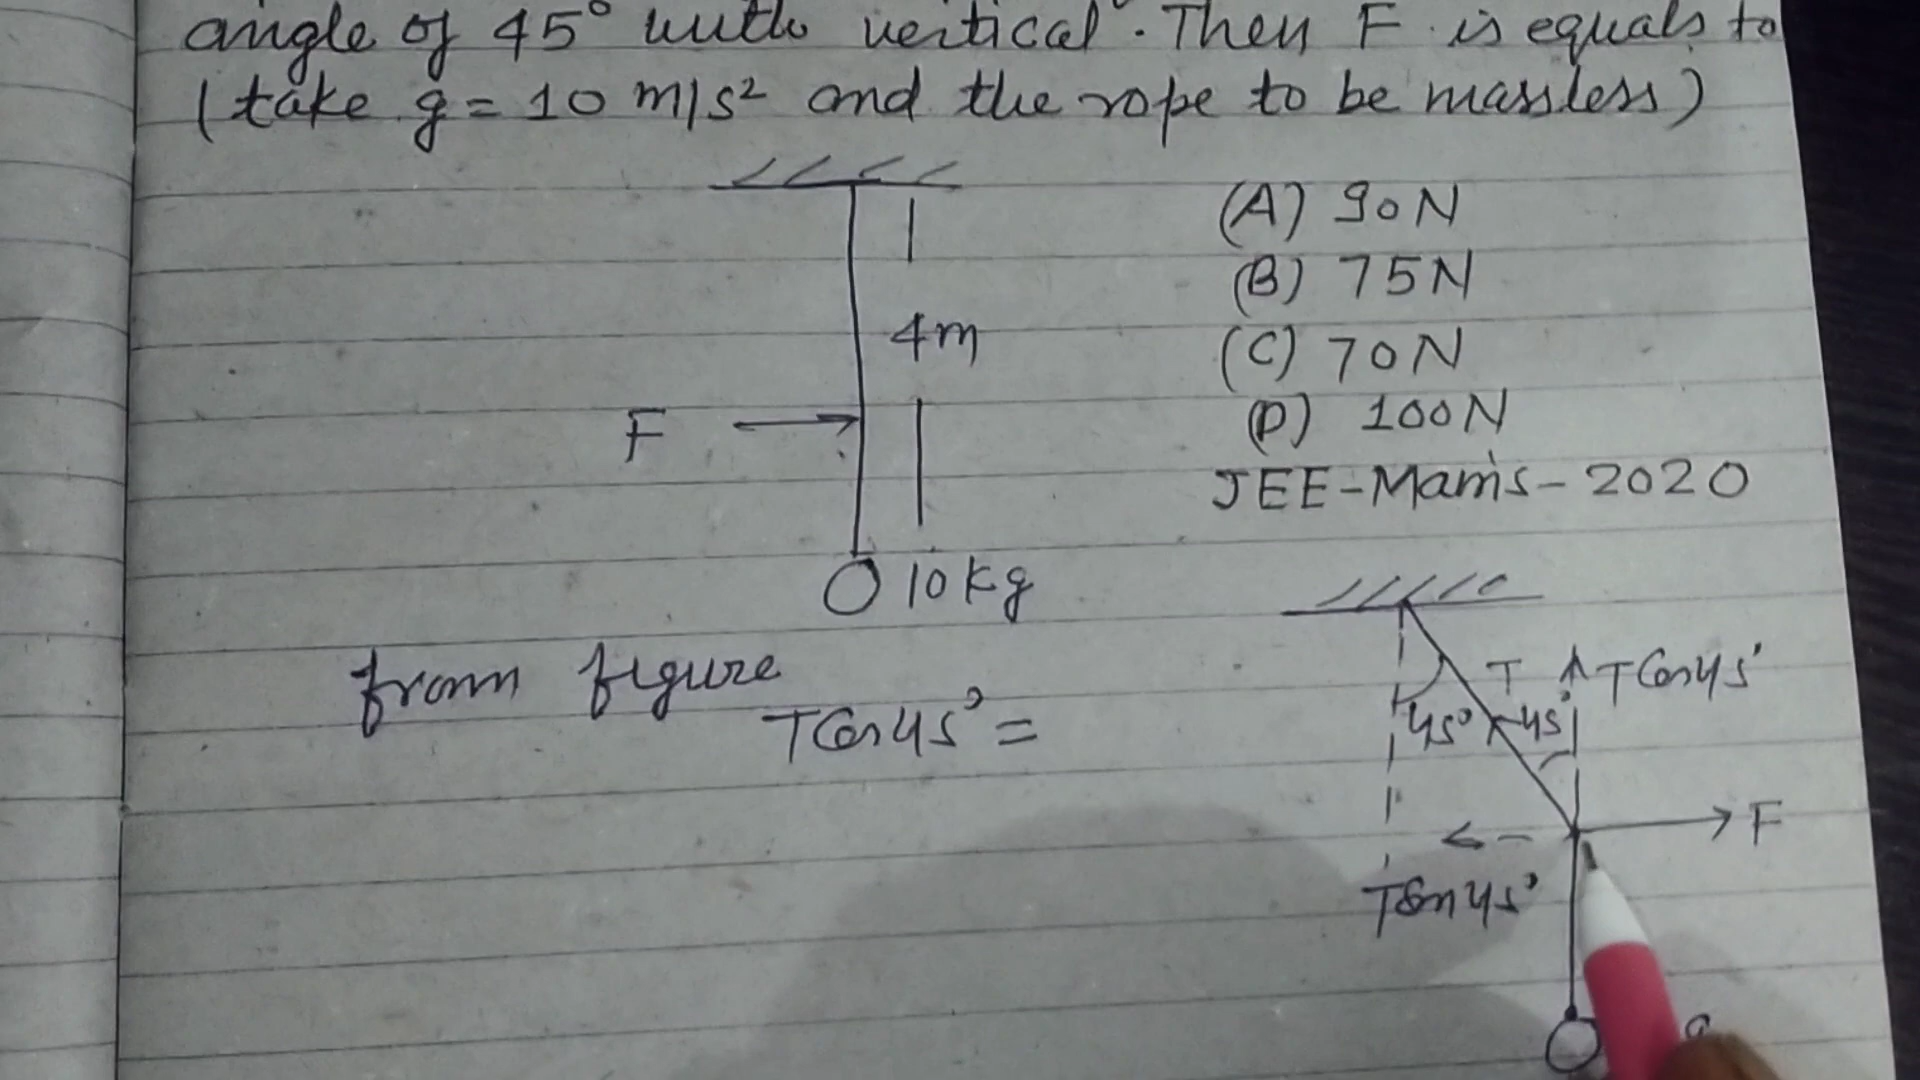 angle of 45° with vertical. Then F is equals to
(take g = 10 m/s² and the rope to be massless)
(A) 90N
(B) 75N
4m
(C) 70N
F
(D) 100N
JEE-Mains-2020
10kg
from figure
TCos45° =
T
TCos45°
45°
45°
F
TSin45°